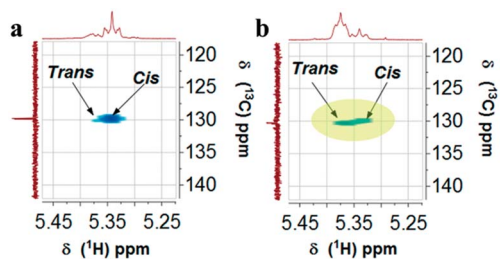 a
Trans
Cis
120
125
130
135
140
δ (¹³C) ppm
5.45 5.35 5.25
δ (¹H) ppm
b
Trans
Cis
120
125
130
135
140
δ (¹³C) ppm
5.45 5.35 5.25
δ (¹H) ppm